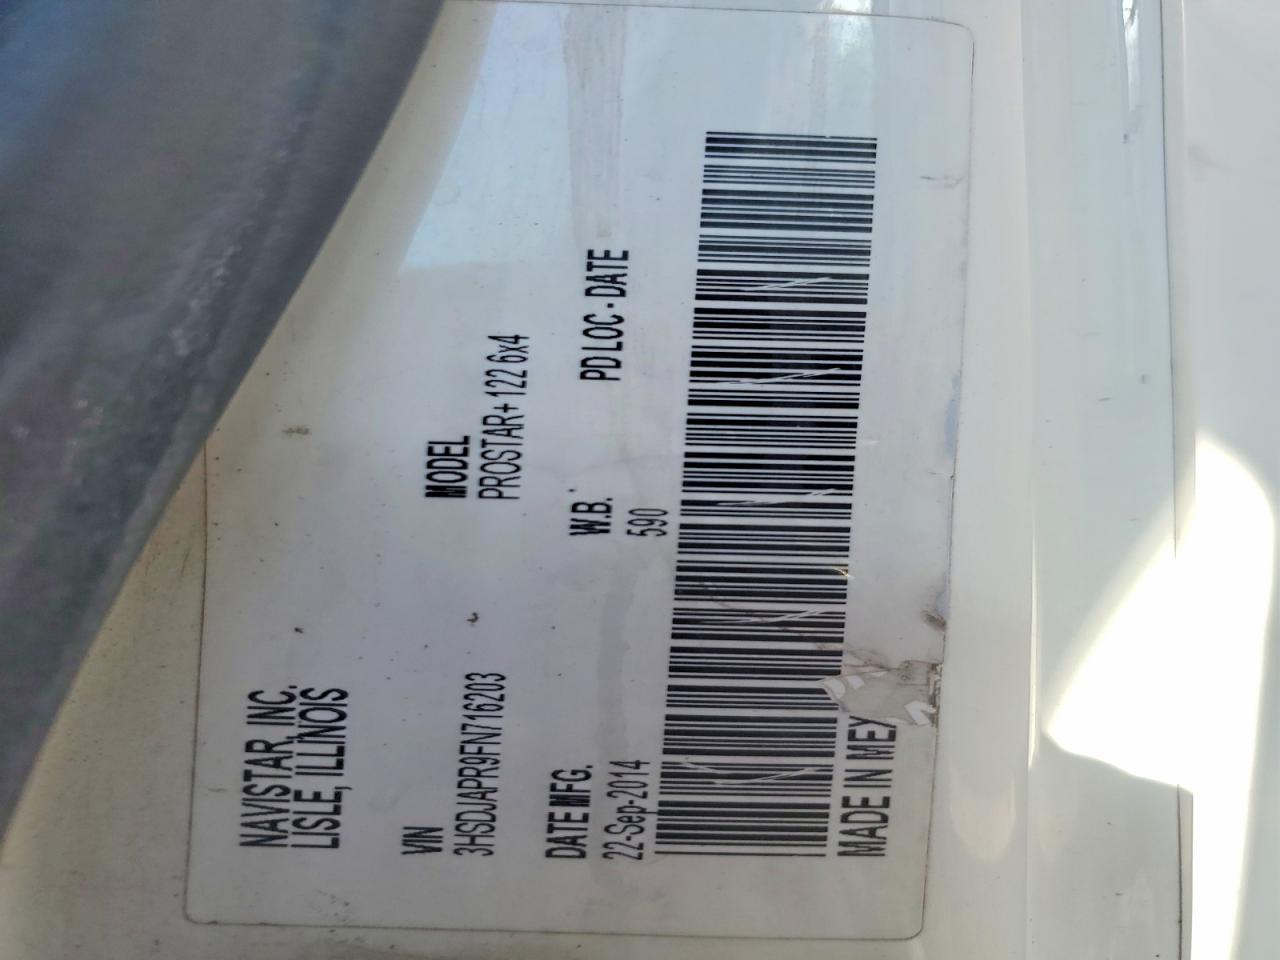 NAVISTAR, INC.
LISLE, ILLINOIS
VIN
3HSDJAPR9FN716203
MODEL
PROSTAR+ 122 6x4
DATE MFG.
W.B.
PD LOC - DATE
22-Sep-2014
590
MADE IN MEX